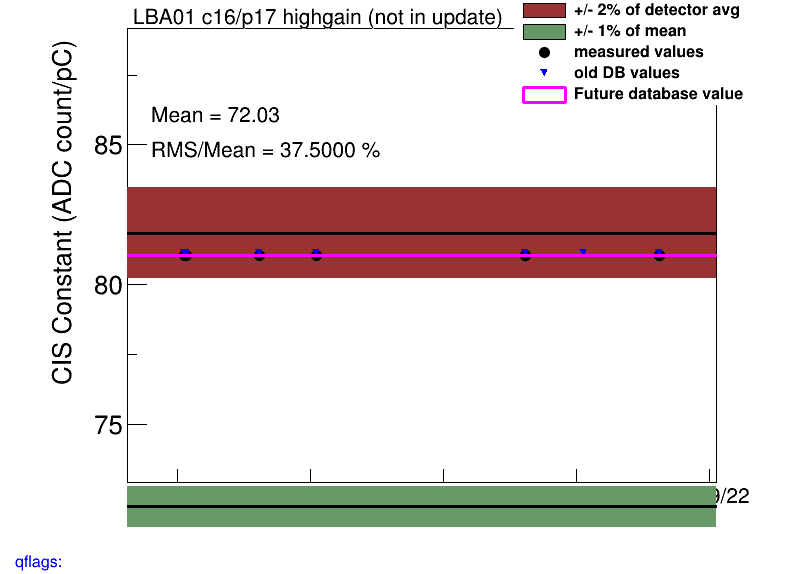 LBA01 c16/p17 highgain (not in update)
+/- 2% of detector avg
+/- 1% of mean
measured values
old DB values
Future database value
CIS Constant (ADC count/pC)
Mean = 72.03
RMS/Mean = 37.5000 %
85
80
75
/22
qflags: